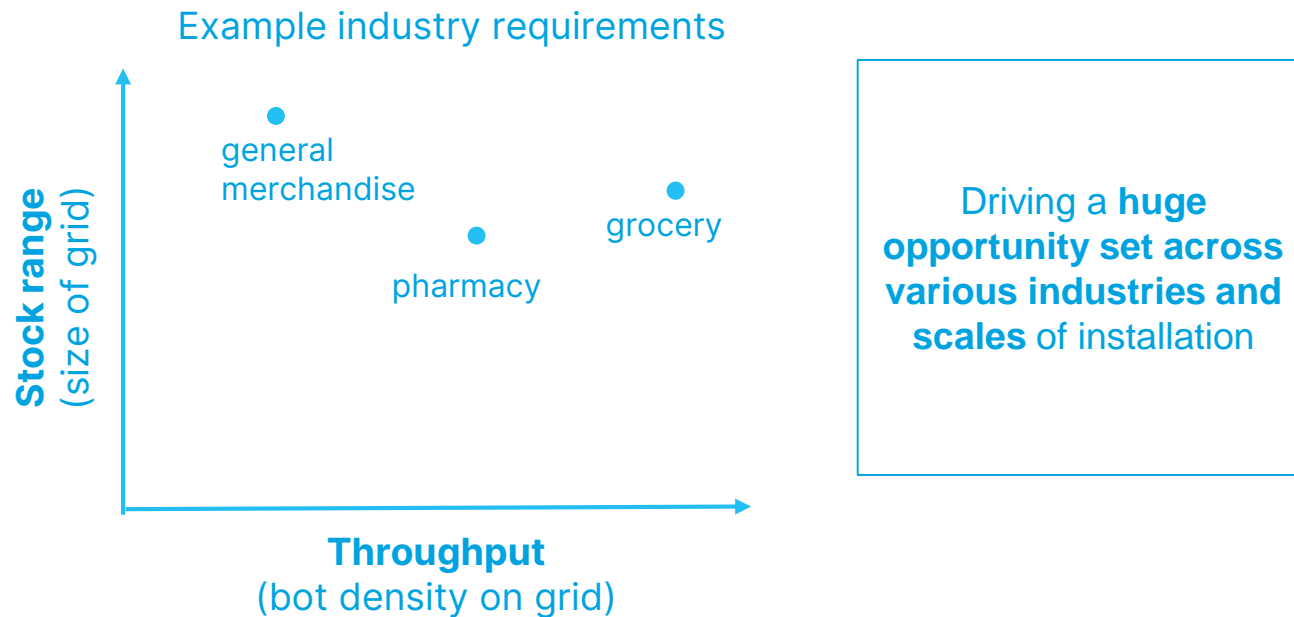 Example industry requirements
Stock range
(size of grid)
general
merchandise
pharmacy
grocery
Throughput
(bot density on grid)
Driving a huge
opportunity set across
various industries and
scales of installation